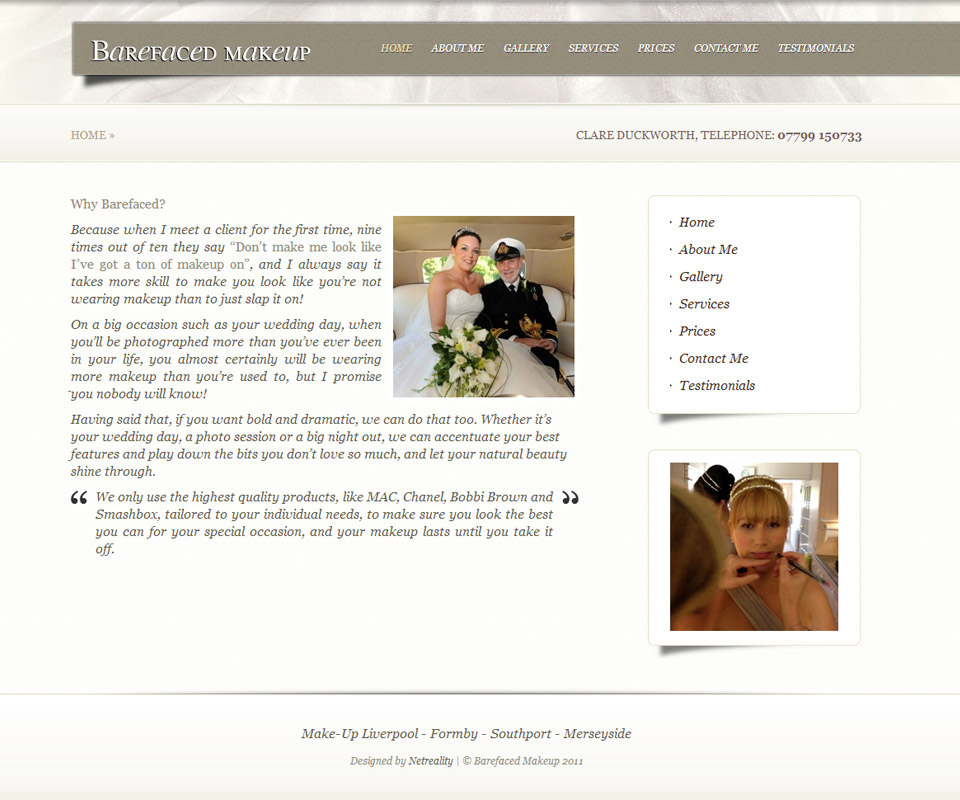 Barefaced makeup
HOME ABOUT ME GALLERY SERVICES PRICES CONTACT ME TESTIMONIALS
HOME »
CLARE DUCKWORTH, TELEPHONE: 07799 150733
Why Barefaced?
Because when I meet a client for the first time, nine
times out of ten they say “Don’t make me look like
I’ve got a ton of makeup on”, and I always say it
takes more skill to make you look like you’re not
wearing makeup than to just slap it on!
On a big occasion such as your wedding day, when
you’ll be photographed more than you’ve ever been
in your life, you almost certainly will be wearing
more makeup than you’re used to, but I promise
you nobody will know!
Having said that, if you want bold and dramatic, we can do that too. Whether it’s
your wedding day, a photo session or a big night out, we can accentuate your best
features and play down the bits you don’t love so much, and let your natural beauty
shine through.
“ We only use the highest quality products, like MAC, Chanel, Bobbi Brown and ”
Smashbox, tailored to your individual needs, to make sure you look the best
you can for your special occasion, and your makeup lasts until you take it
off.
Home
About Me
Gallery
Services
Prices
Contact Me
Testimonials
Make-Up Liverpool - Formby - Southport - Merseyside
Designed by Netreality | © Barefaced Makeup 2011